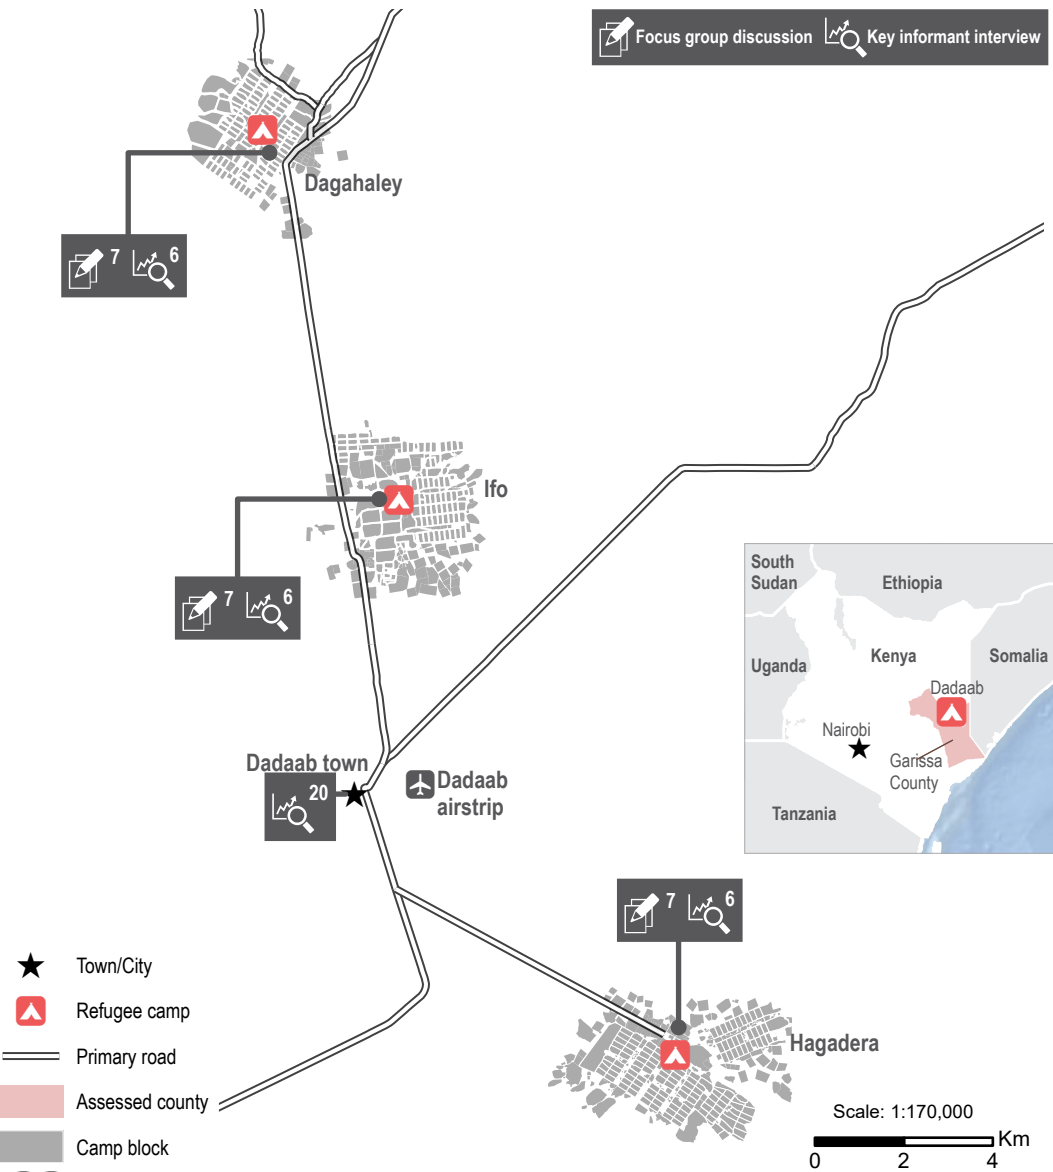 Focus group discussion
Key informant interview
Dagahaley
7
6
Ifo
7
6
South
Sudan
Ethiopia
Uganda
Kenya
Somalia
Dadaab
Nairobi
Garissa
County
Tanzania
Dadaab town
20
Dadaab
airstrip
7
6
Hagadera
Town/City
Refugee camp
Primary road
Assessed county
Camp block
Scale: 1:170,000
Km
0
2
4